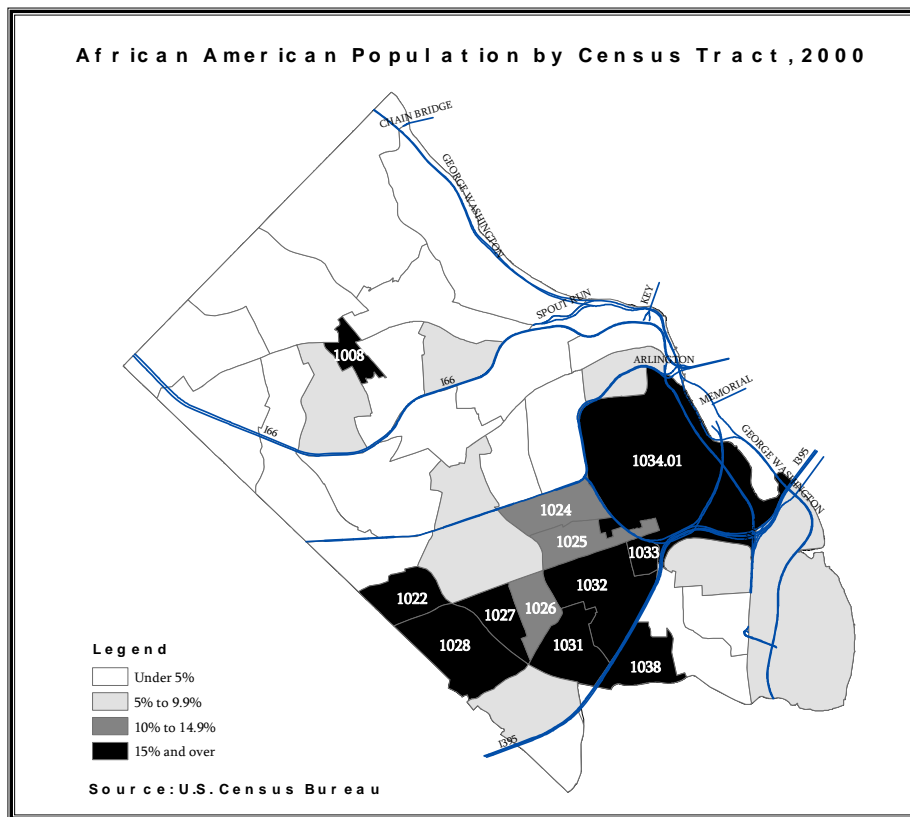 African American Population by Census Tract, 2000
CHAIN BRIDGE
GEORGE WASHINGTON
SPOUT RUN
KEY
1008
ARLINGTON
I66
MEMORIAL
I66
GEORGE WASHINGTON
I395
1034.01
1024
1025
1033
1022
1027
1026
1032
1028
1031
1038
Legend
Under 5%
5% to 9.9%
10% to 14.9%
15% and over
I395
Source: U.S. Census Bureau